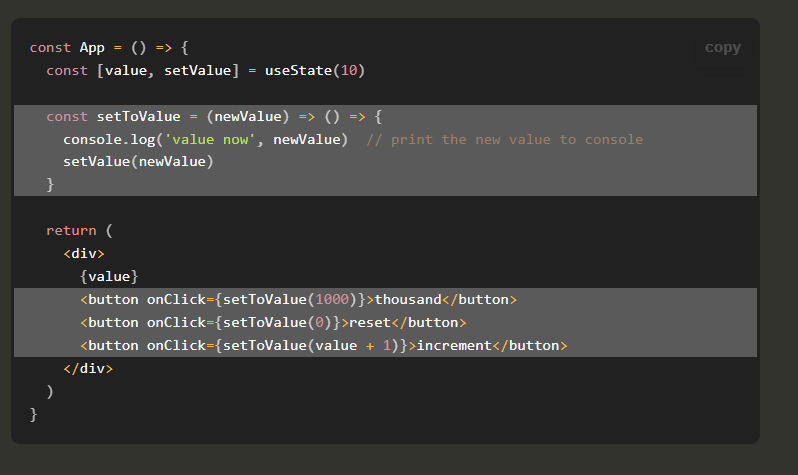 copy
const App = () => {
  const [value, setValue] = useState(10)

  const setToValue = (newValue) => () => {
    console.log('value now', newValue)  // print the new value to console
    setValue(newValue)
  }

  return (
    <div>
      {value}
      <button onClick={setToValue(1000)}>thousand</button>
      <button onClick={setToValue(0)}>reset</button>
      <button onClick={setToValue(value + 1)}>increment</button>
    </div>
  )
}